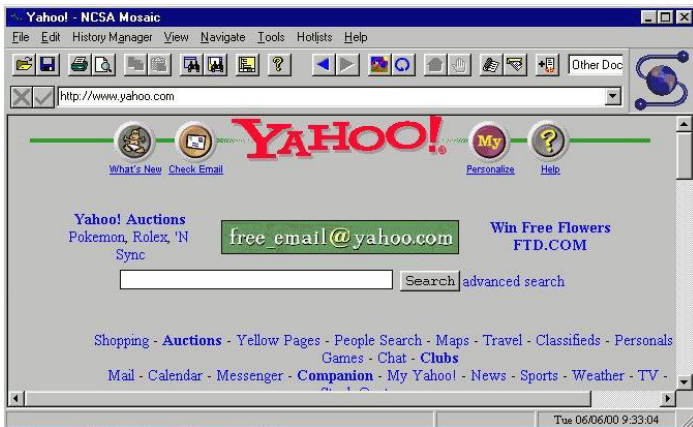 Yahoo! - NCSA Mosaic
File Edit History Manager View Navigate Tools Hotlists Help
Other Doc
http://www.yahoo.com
YAHOO!
My
What's New Check Email Personalize Help
Yahoo! Auctions
Pokemon, Rolex, 'N
Sync
free_email@yahoo.com
Win Free Flowers
FTD.COM
Search advanced search
Shopping - Auctions - Yellow Pages - People Search - Maps - Travel - Classifieds - Personals
Games - Chat - Clubs
Mail - Calendar - Messenger - Companion - My Yahoo! - News - Sports - Weather - TV -
Tue 06/06/00 9:33:04